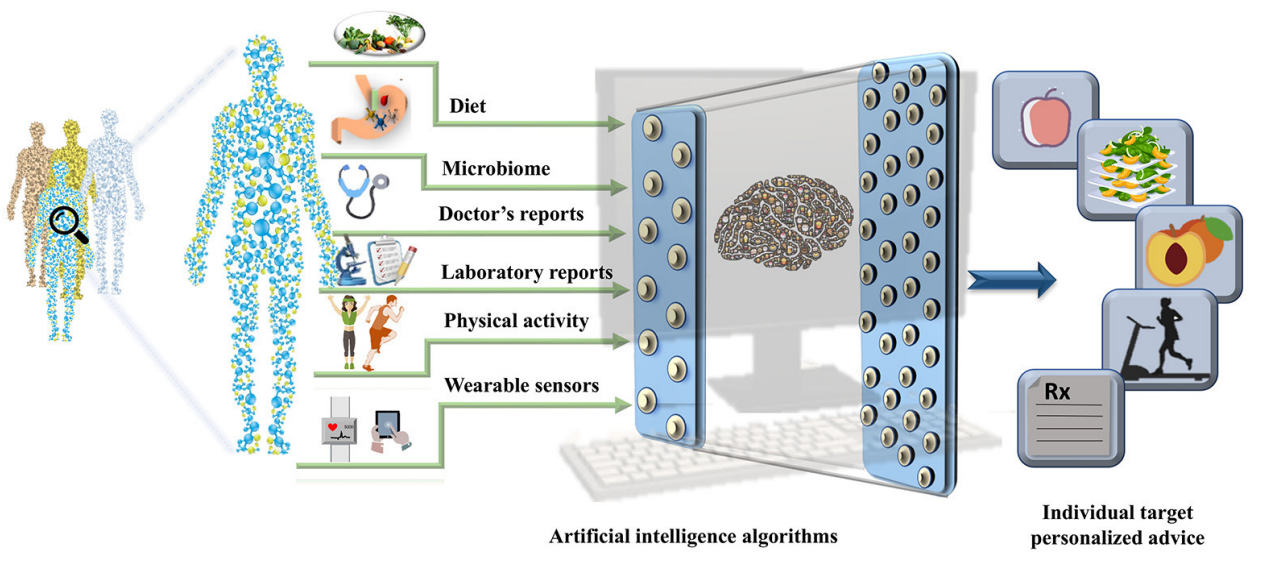 Diet
Microbiome
Doctor's reports
Laboratory reports
Physical activity
Wearable sensors
Artificial intelligence algorithms
Rx
Individual target
personalized advice